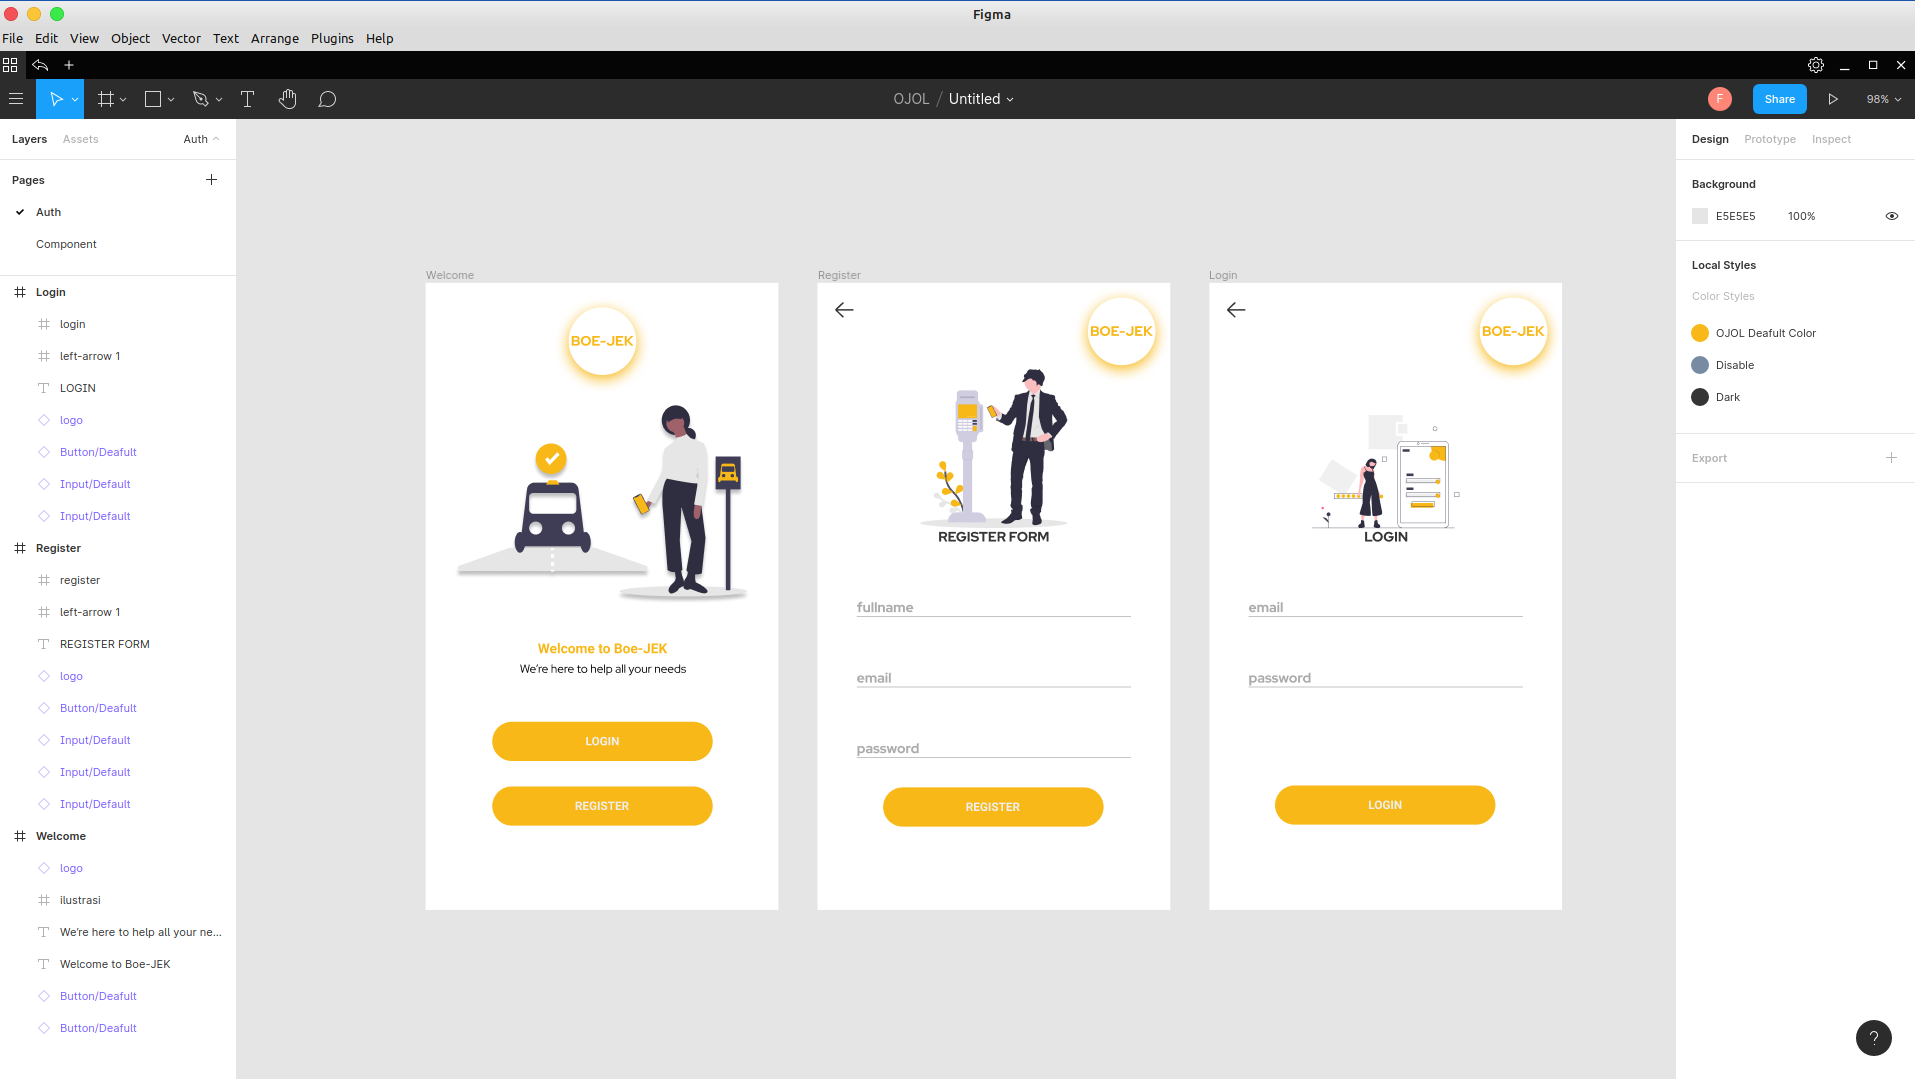 Figma
File Edit View Object Vector Text Arrange Plugins Help
OJOL / Untitled
F
Share
98%
Layers Assets Auth
Pages
Auth
Component
Login
login
left-arrow 1
LOGIN
logo
Button/Deafult
Input/Default
Input/Default
Register
register
left-arrow 1
REGISTER FORM
logo
Button/Deafult
Input/Default
Input/Default
Input/Default
Welcome
logo
ilustrasi
We're here to help all your ne...
Welcome to Boe-JEK
Button/Deafult
Button/Deafult
Welcome
BOE-JEK
Welcome to Boe-JEK
We're here to help all your needs
LOGIN
REGISTER
Register
BOE-JEK
REGISTER FORM
fullname
email
password
REGISTER
Login
BOE-JEK
LOGIN
email
password
LOGIN
Design Prototype Inspect
Background
E5E5E5 100%
Local Styles
Color Styles
OJOL Deafult Color
Disable
Dark
Export
?